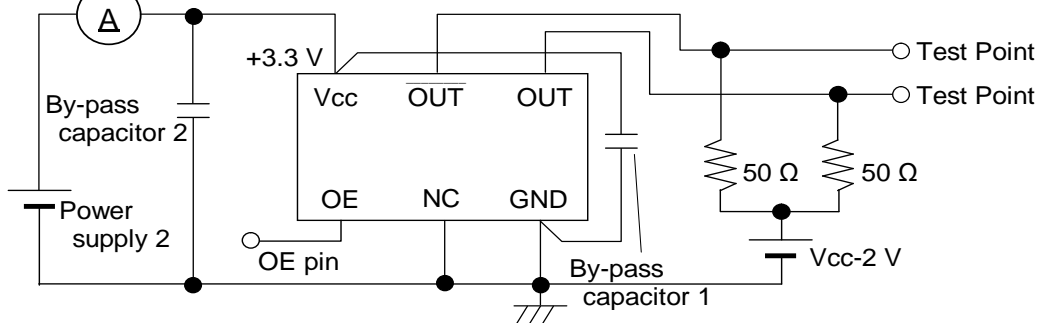 A
+3.3 V
Vcc OUT OUT
Test Point
Test Point
By-pass
capacitor 2
50 Ω 50 Ω
OE NC GND
Power
supply 2
OE pin
Vcc-2 V
By-pass
capacitor 1